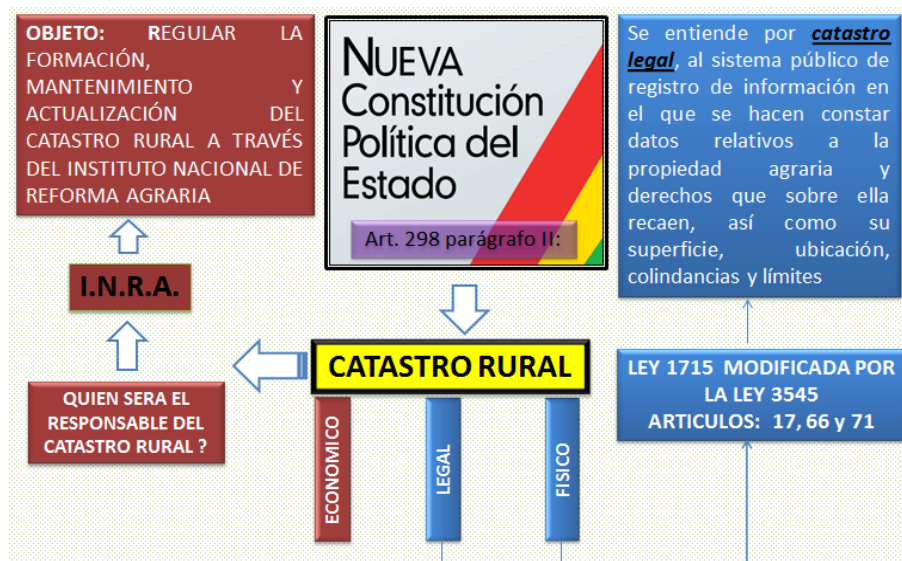 OBJETO: REGULAR LA
FORMACIÓN,
MANTENIMIENTO Y
ACTUALIZACIÓN DEL
CATASTRO RURAL A TRAVÉS
DEL INSTITUTO NACIONAL DE
REFORMA AGRARIA
NUEVA
Constitución
Política del
Estado
Art. 298 parágrafo II:
Se entiende por catastro
legal, al sistema público de
registro de información en
el que se hacen constar
datos relativos a la
propiedad agraria y
derechos que sobre ella
recaen, así como su
superficie, ubicación,
colindancias y límites
I.N.R.A.
CATASTRO RURAL
QUIEN SERA EL
RESPONSABLE DEL
CATASTRO RURAL ?
LEY 1715 MODIFICADA POR
LA LEY 3545
ARTICULOS: 17, 66 y 71
ECONOMICO
LEGAL
FISICO